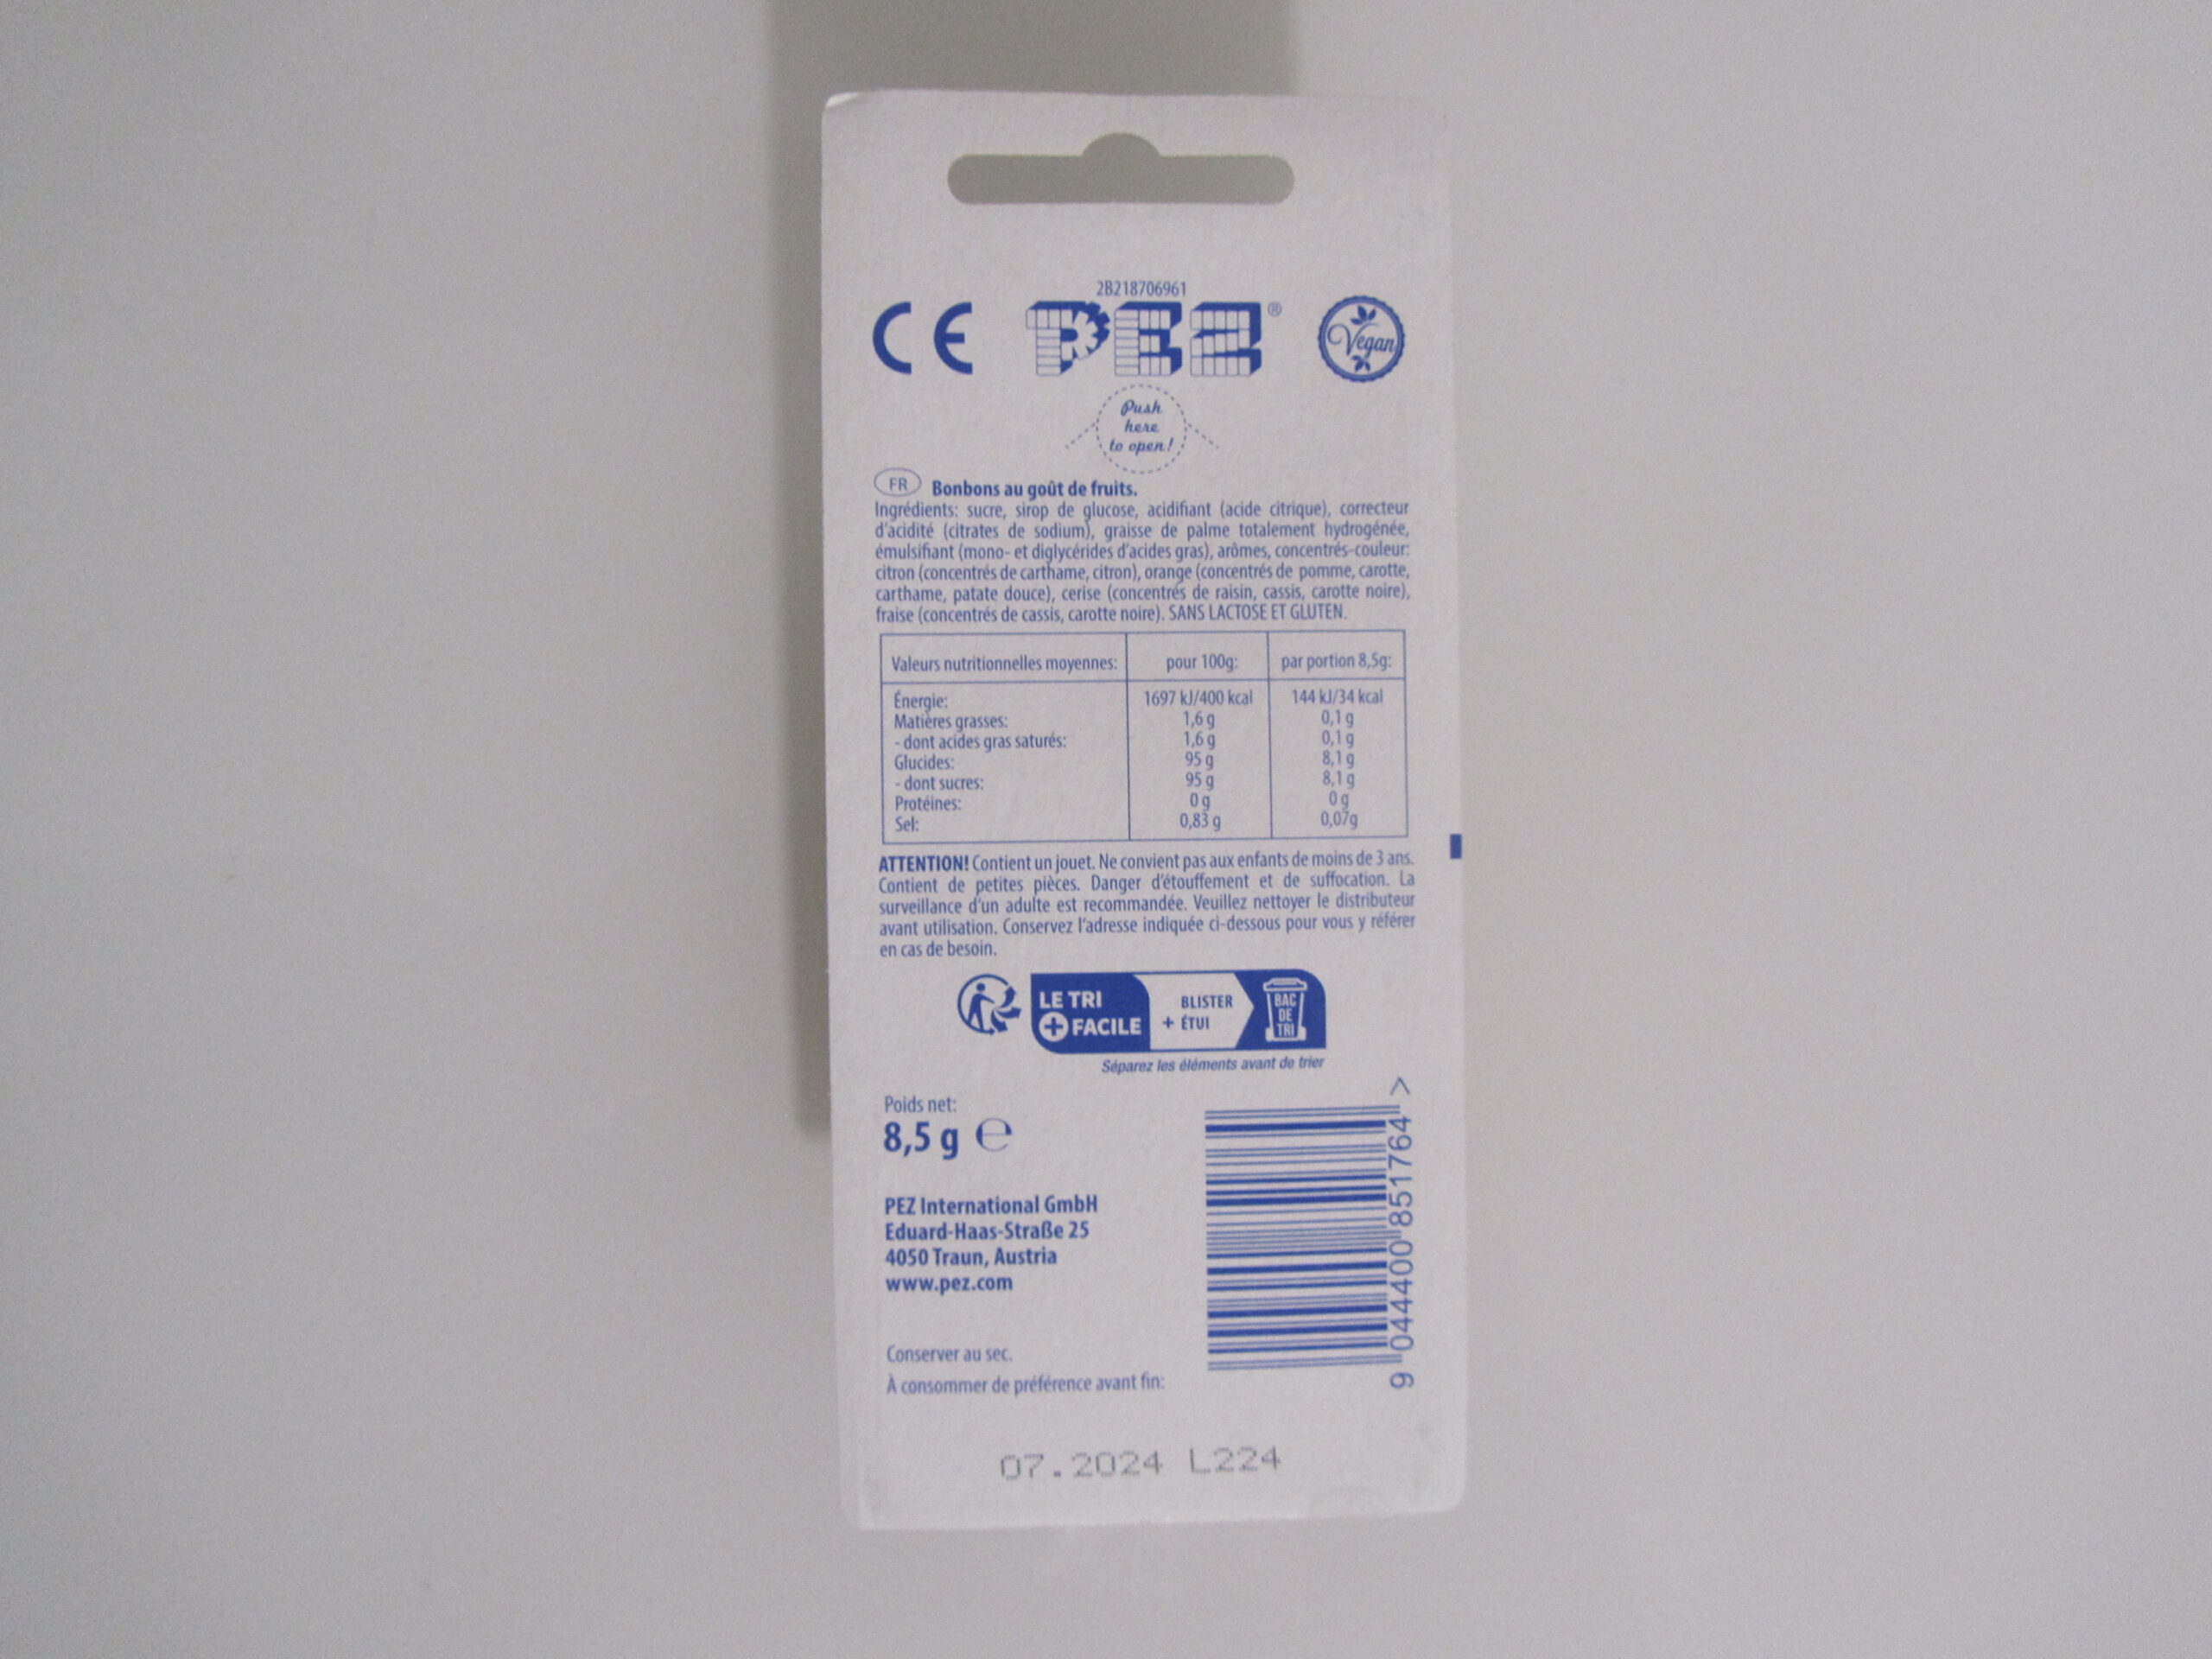 2B218706961
CE PEZ® Vegan
Push
here
to open!
FR Bonbons au goût de fruits.
Ingrédients: sucre, sirop de glucose, acidifiant (acide citrique), correcteur
d'acidité (citrates de sodium), graisse de palme totalement hydrogénée,
émulsifiant (mono- et diglycérides d'acides gras), arômes, concentrés-couleur:
citron (concentrés de carthame, citron), orange (concentrés de pomme, carotte,
carthame, patate douce), cerise (concentrés de raisin, cassis, carotte noire),
fraise (concentrés de cassis, carotte noire). SANS LACTOSE ET GLUTEN.
Valeurs nutritionnelles moyennes: pour 100g: par portion 8,5g:
Énergie: 1697 kJ/400 kcal 144 kJ/34 kcal
Matières grasses: 1,6 g 0,1 g
- dont acides gras saturés: 1,6 g 0,1 g
Glucides: 95 g 8,1 g
- dont sucres: 95 g 8,1 g
Protéines: 0 g 0 g
Sel: 0,83 g 0,07g
ATTENTION! Contient un jouet. Ne convient pas aux enfants de moins de 3 ans.
Contient de petites pièces. Danger d'étouffement et de suffocation. La
surveillance d'un adulte est recommandée. Veuillez nettoyer le distributeur
avant utilisation. Conservez l'adresse indiquée ci-dessous pour vous y référer
en cas de besoin.
LE TRI
+ FACILE
BLISTER
+ ÉTUI
BAC
DE
TRI
Séparez les éléments avant de trier
Poids net:
8,5 g ℮
PEZ International GmbH
Eduard-Haas-Straße 25
4050 Traun, Austria
www.pez.com
9 044400 851764 >
Conserver au sec.
À consommer de préférence avant fin:
07.2024 L224